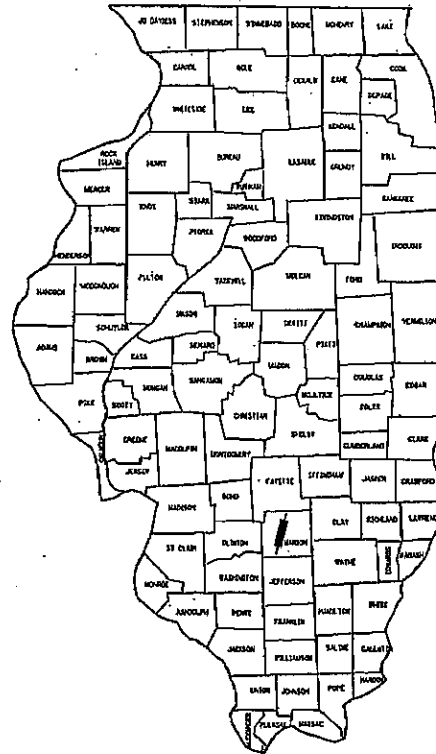 JO DAVIESS STEPHENSON WINNEBAGO BOONE MCHENRY LAKE
CARROL OGLE DEKALB KANE COOK
DUPAGE
WHITESIDE LEE
KENDALL
ROCK ISLAND HENRY BUREAU LASALLE GRUNDY WILL
PUTNAM
MERCER STARK MARSHALL KANKAKEE
KNOX
WARREN PEORIA LIVINGSTON
HENDERSON WOODFORD IROQUOIS
HANCOCK MCDONOUGH FULTON TAZEWELL MCLEAN FORD
MASON
SCHUYLER LOGAN DEWITT CHAMPAIGN VERMILION
ADAMS MENARD PIATT
BROWN CASS MACON
DOUGLAS
MORGAN SANGAMON EDGAR
PIKE SCOTT MOULTRIE COLES
CHRISTIAN
GREENE SHELBY
MACOUPIN CUMBERLAND CLARK
CALHOUN JERSEY MONTGOMERY
FAYETTE EFFINGHAM JASPER CRAWFORD
BOND
MADISON
CLAY RICHLAND LAWRENCE
CLINTON MARION
ST CLAIR WAYNE EDWARDS WABASH
WASHINGTON JEFFERSON
MONROE
RANDOLPH PERRY HAMILTON WHITE
FRANKLIN
JACKSON SALINE GALLATIN
WILLIAMSON
HARDIN
UNION JOHNSON POPE
ALEXANDER PULASKI MASSAC